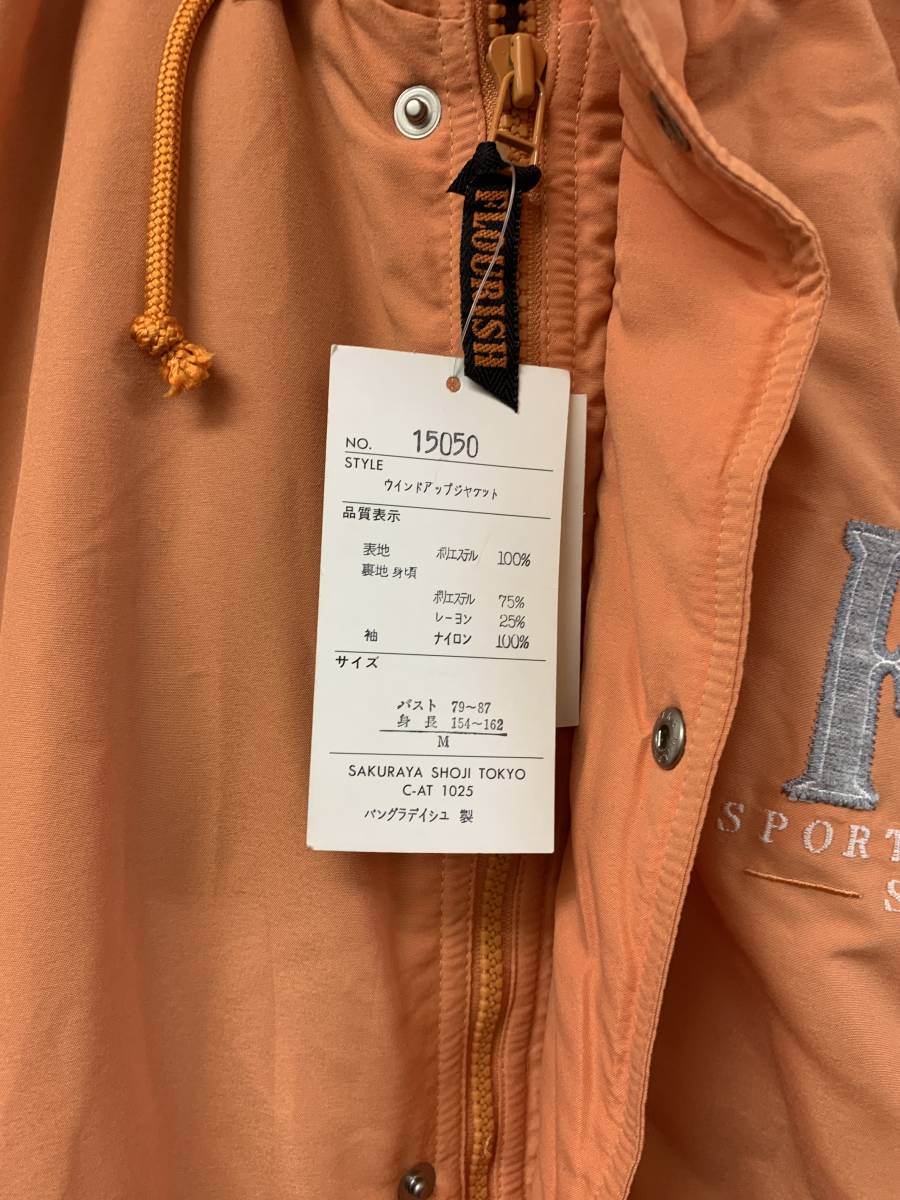 FLOURISH
NO. 15050
STYLE
ウインドアップジャケット
品質表示
表地 ポリエステル 100%
裏地 身頃
ポリエステル 75%
レーヨン 25%
袖 ナイロン 100%
サイズ
バスト 79~87
身長 154~162
M
SAKURAYA SHOJI TOKYO
C-AT 1025
バングラデイシュ 製
SPORT
S